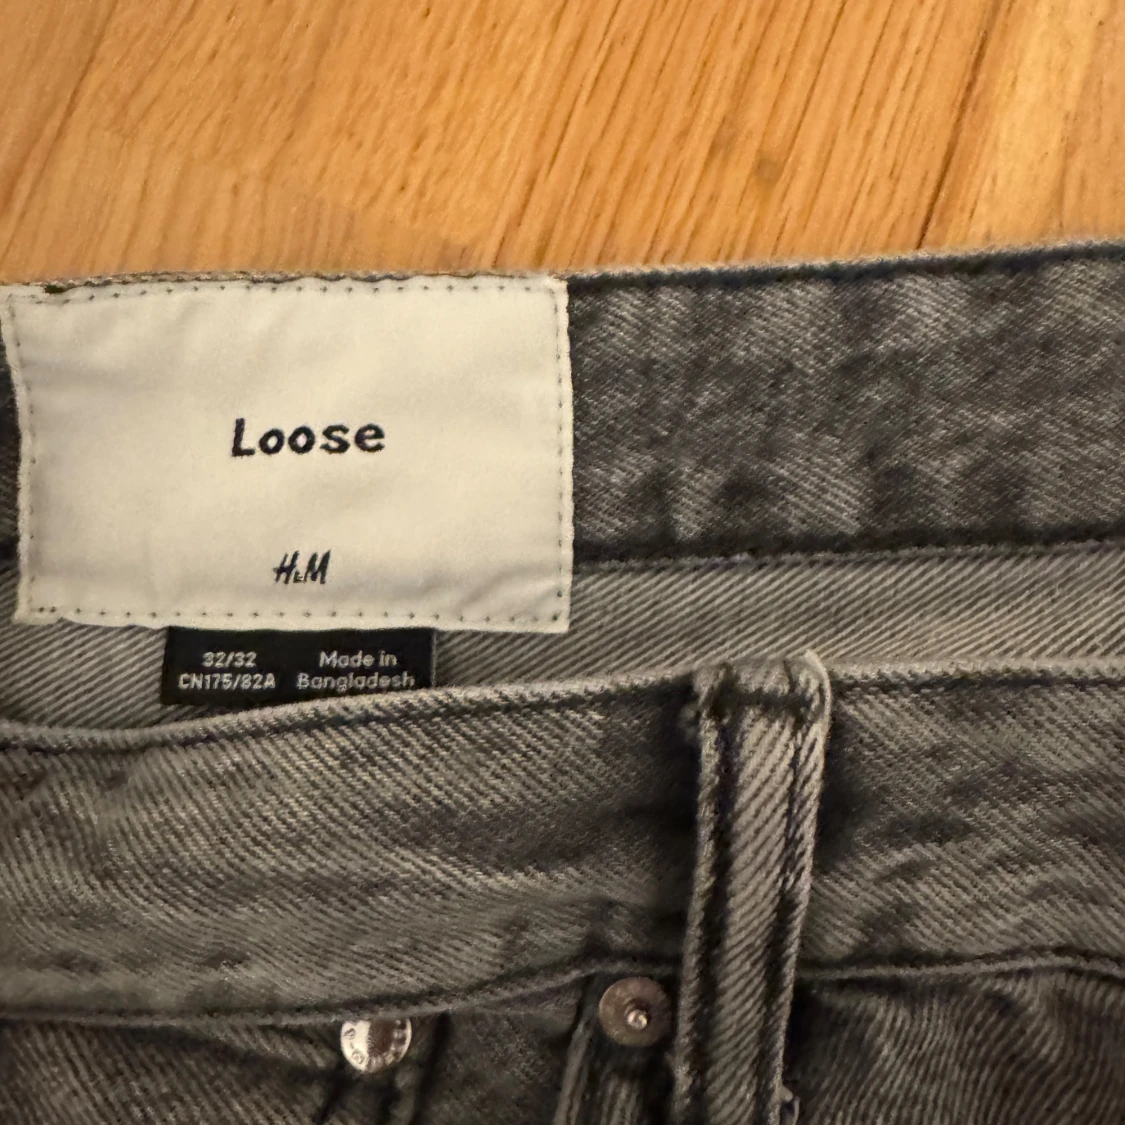 Loose
H&M
32/32
CN175/82A
Made in
Bangladesh